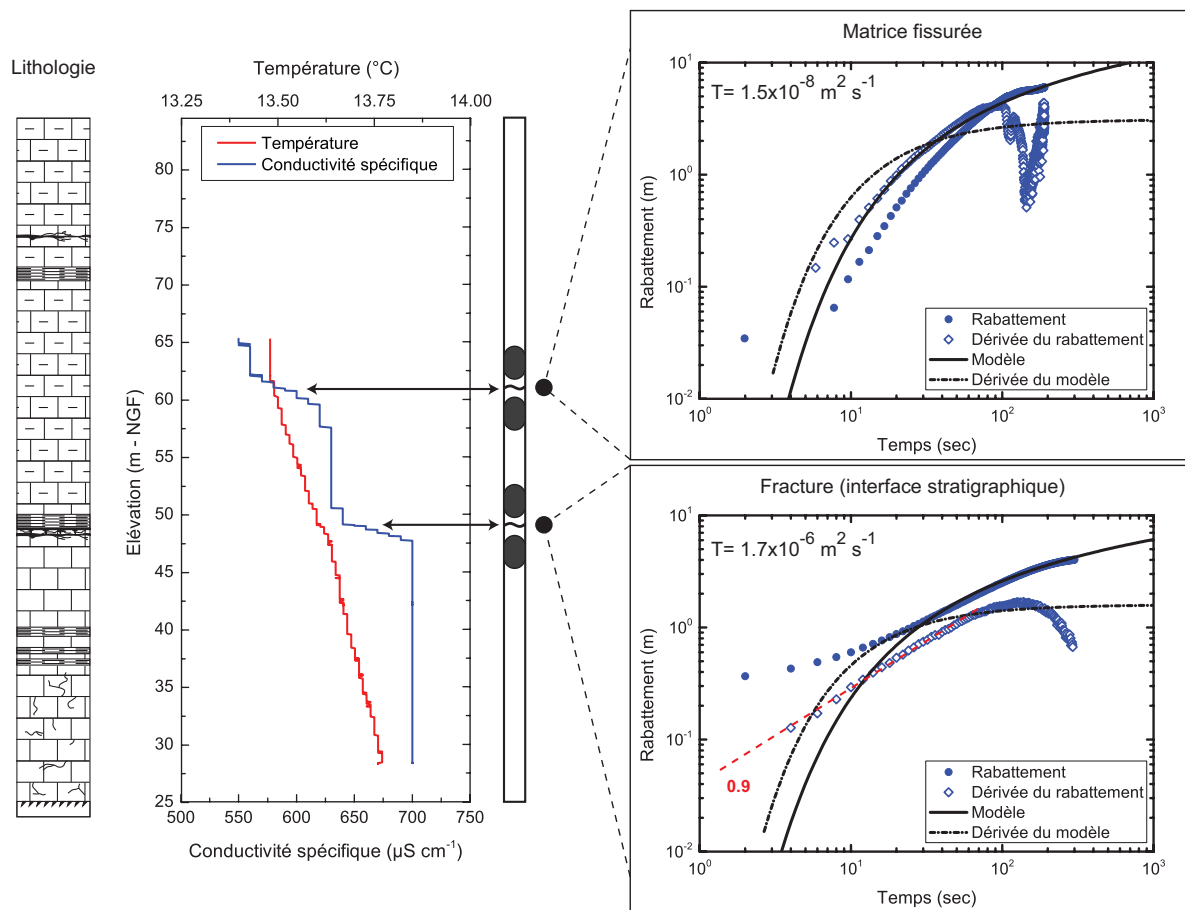 Lithologie
Température (°C)
13.25 13.50 13.75 14.00
Température
Conductivité spécifique
Elévation (m - NGF)
85
80
75
70
65
60
55
50
45
40
35
30
25
500 550 600 650 700 750
Conductivité spécifique (µS cm-1)
Matrice fissurée
T= 1.5x10-8 m2 s-1
Rabattement (m)
101
100
10-1
10-2
Rabattement
Dérivée du rabattement
Modèle
Dérivée du modèle
100 101 102 103
Temps (sec)
Fracture (interface stratigraphique)
T= 1.7x10-6 m2 s-1
Rabattement (m)
101
100
10-1
10-2
0.9
Rabattement
Dérivée du rabattement
Modèle
Dérivée du modèle
100 101 102 103
Temps (sec)